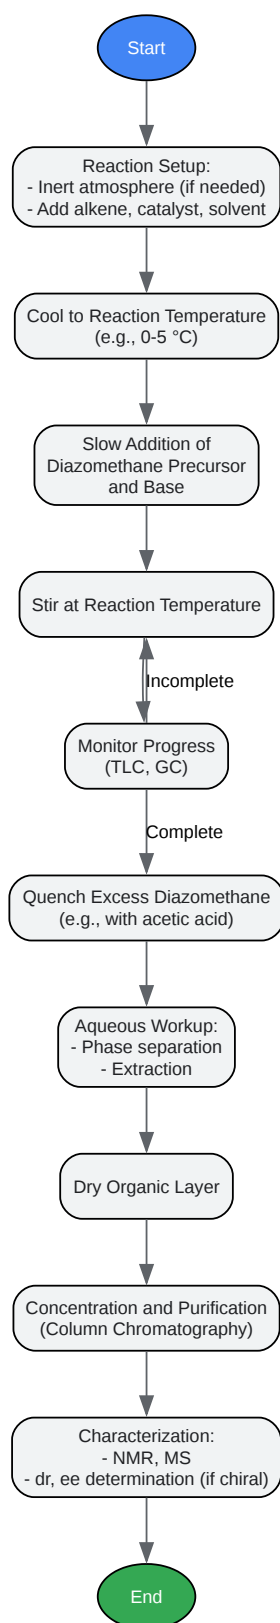 Start
Reaction Setup:
- Inert atmosphere (if needed)
- Add alkene, catalyst, solvent
Cool to Reaction Temperature
(e.g., 0-5 °C)
Slow Addition of
Diazomethane Precursor
and Base
Stir at Reaction Temperature
Incomplete
Monitor Progress
(TLC, GC)
Complete
Quench Excess Diazomethane
(e.g., with acetic acid)
Aqueous Workup:
- Phase separation
- Extraction
Dry Organic Layer
Concentration and Purification
(Column Chromatography)
Characterization:
- NMR, MS
- dr, ee determination (if chiral)
End